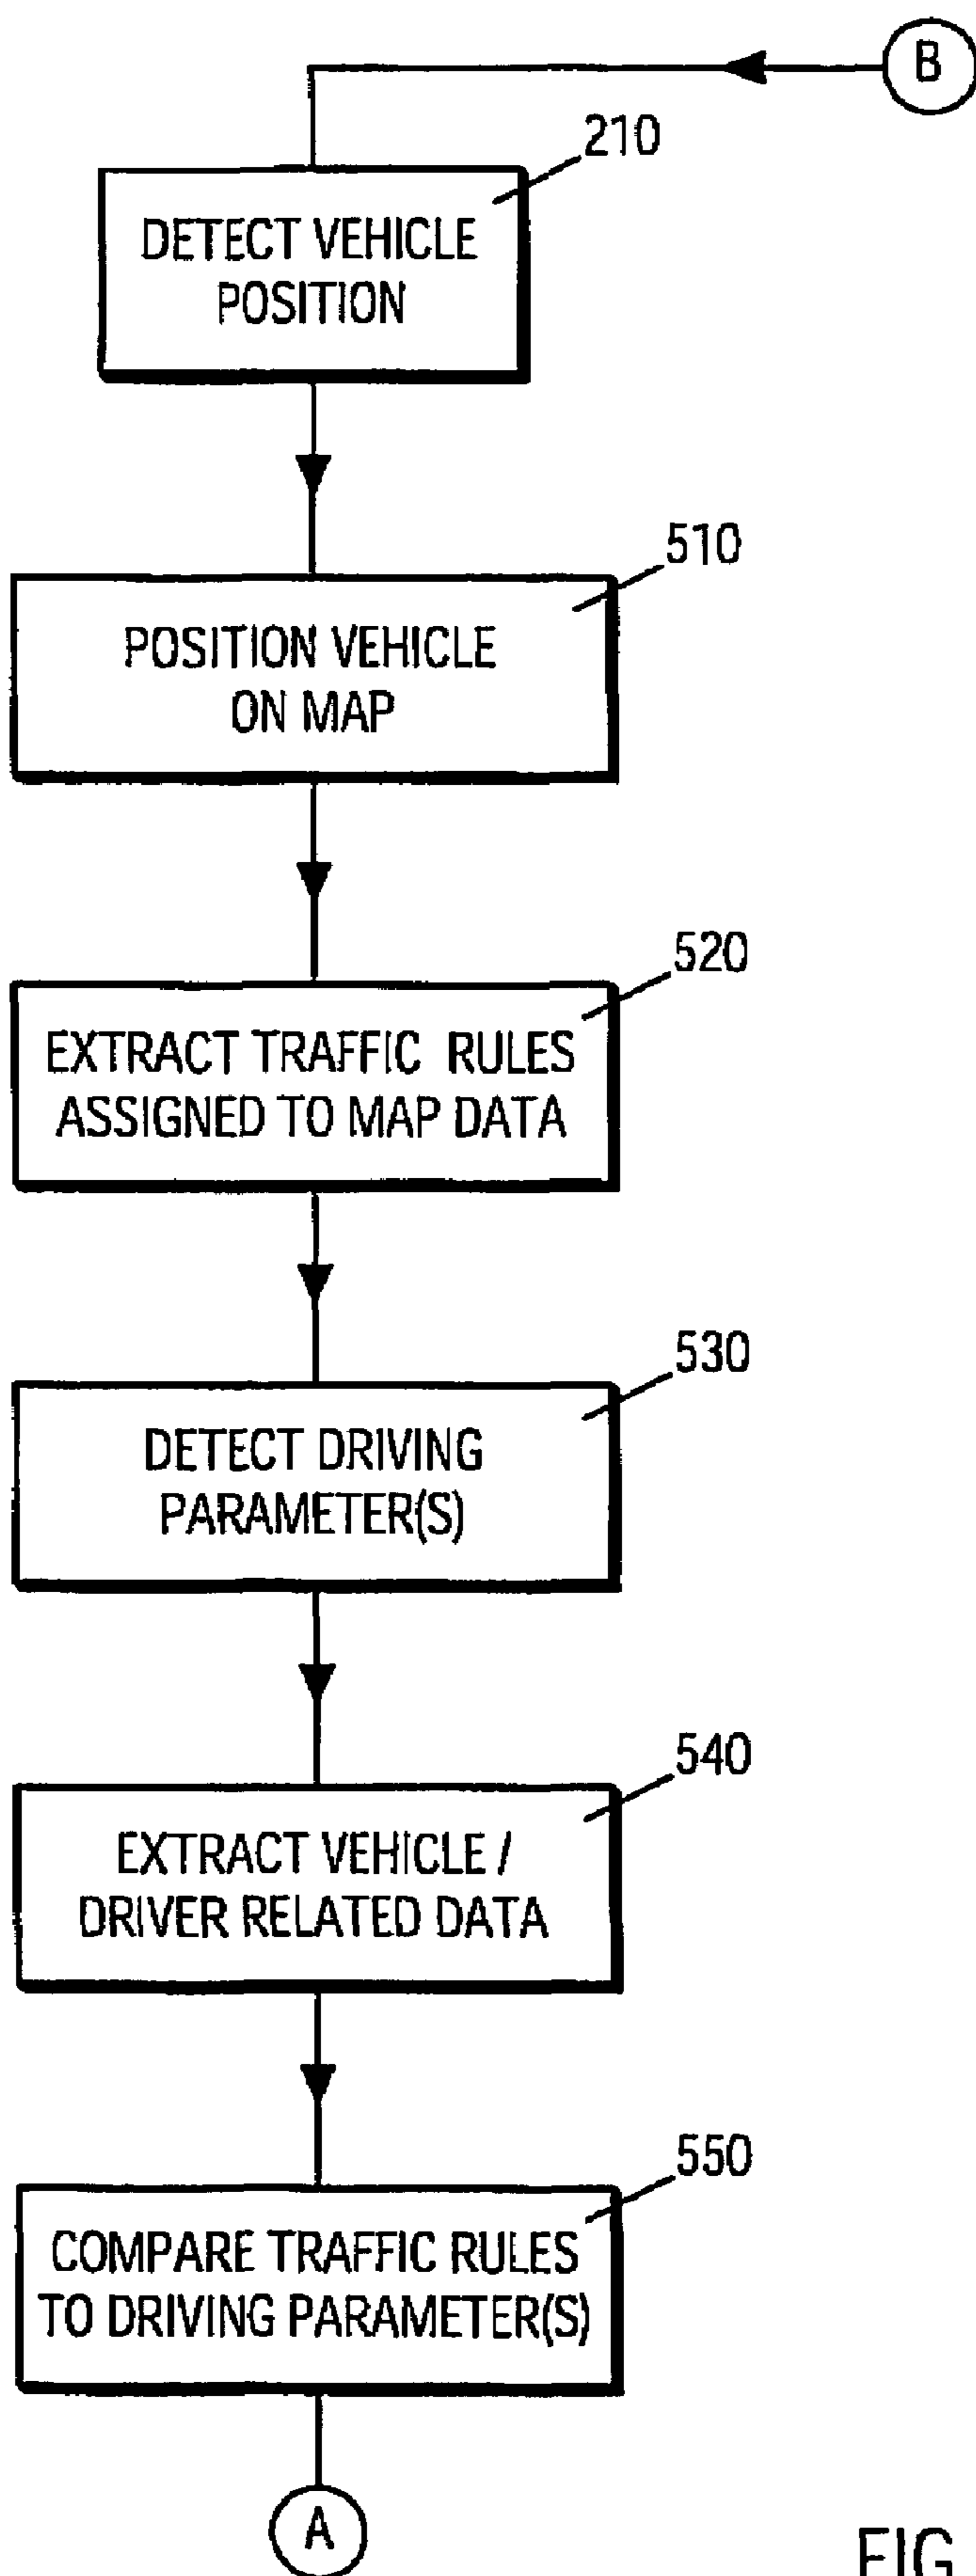 B
210
DETECT VEHICLE
POSITION
510
POSITION VEHICLE
ON MAP
520
EXTRACT TRAFFIC RULES
ASSIGNED TO MAP DATA
530
DETECT DRIVING
PARAMETER(S)
540
EXTRACT VEHICLE /
DRIVER RELATED DATA
550
COMPARE TRAFFIC RULES
TO DRIVING PARAMETER(S)
A
FIG